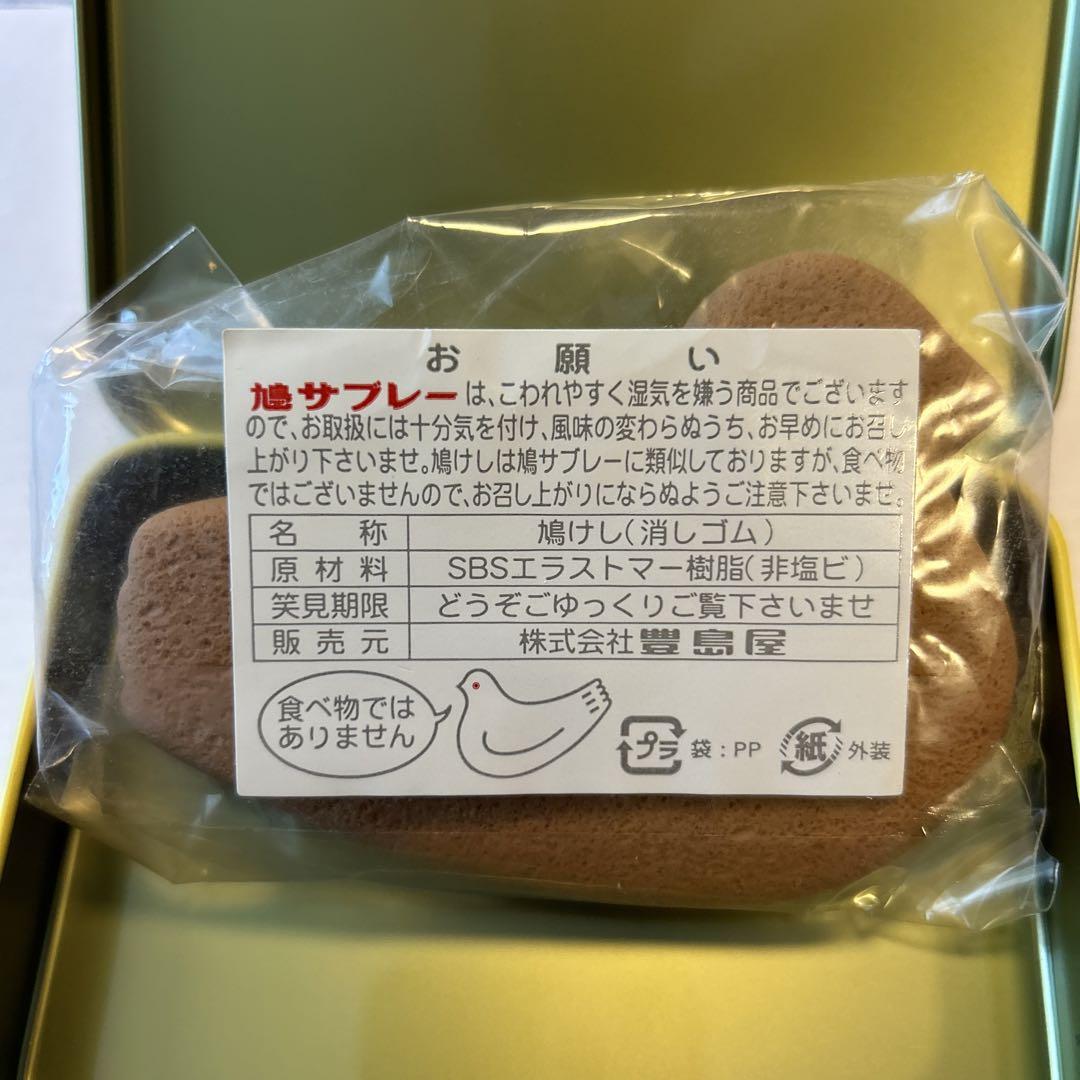 お願い
鳩サブレーは、こわれやすく湿気を嫌う商品でございます
ので、お取扱には十分気を付け、風味の変わらぬうち、お早めにお召し
上がり下さいませ。鳩けしは鳩サブレーに類似しておりますが、食べ物
ではございませんので、お召し上がりにならぬようご注意下さいませ。
名称 鳩けし(消しゴム)
原材料 SBSエラストマー樹脂(非塩ビ)
笑見期限 どうぞごゆっくりご覧下さいませ
販売元 株式会社豊島屋
食べ物では
ありません
プラ 袋:PP 紙 外装